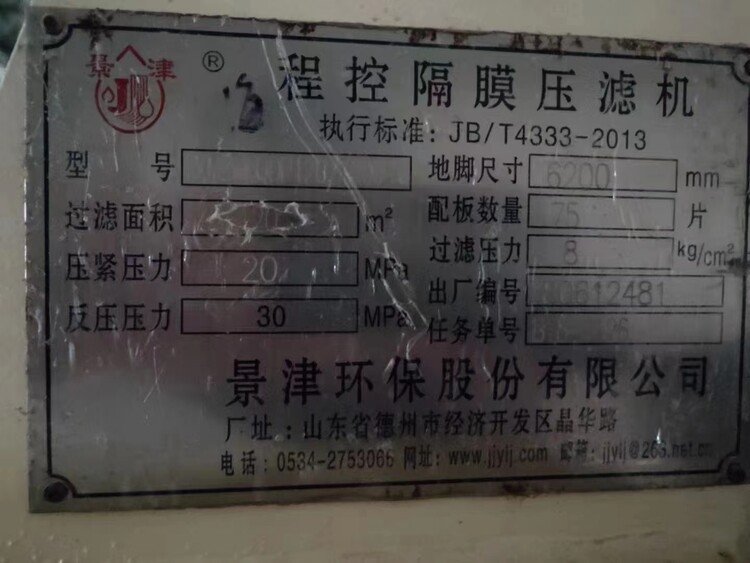 景津 ® 程控隔膜压滤机
执行标准：JB/T4333-2013
型 号 地脚尺寸 6200 mm
过滤面积 m² 配板数量 75 片
压紧压力 20 MPa 过滤压力 8 kg/cm²
反压压力 30 MPa 出厂编号 0612481
任务单号
景津环保股份有限公司
厂址：山东省德州市经济开发区晶华路
电话：0534-2753066 网址：www.jjylj.com 邮箱：jjylj@263.net.cn